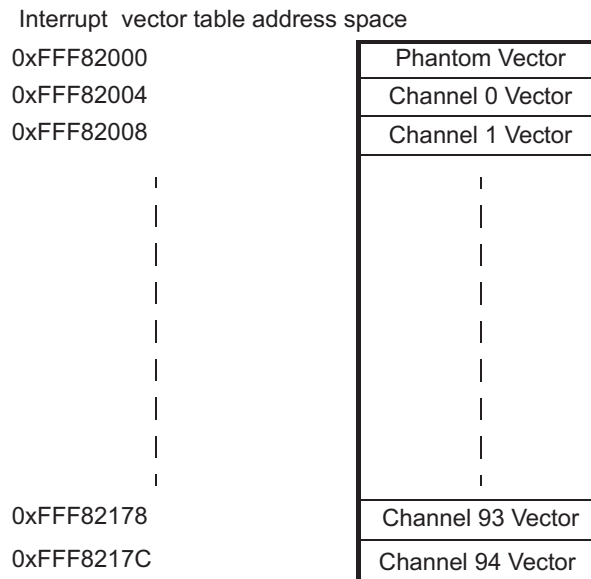 Interrupt vector table address space
0xFFF82000 Phantom Vector
0xFFF82004 Channel 0 Vector
0xFFF82008 Channel 1 Vector
0xFFF82178 Channel 93 Vector
0xFFF8217C Channel 94 Vector